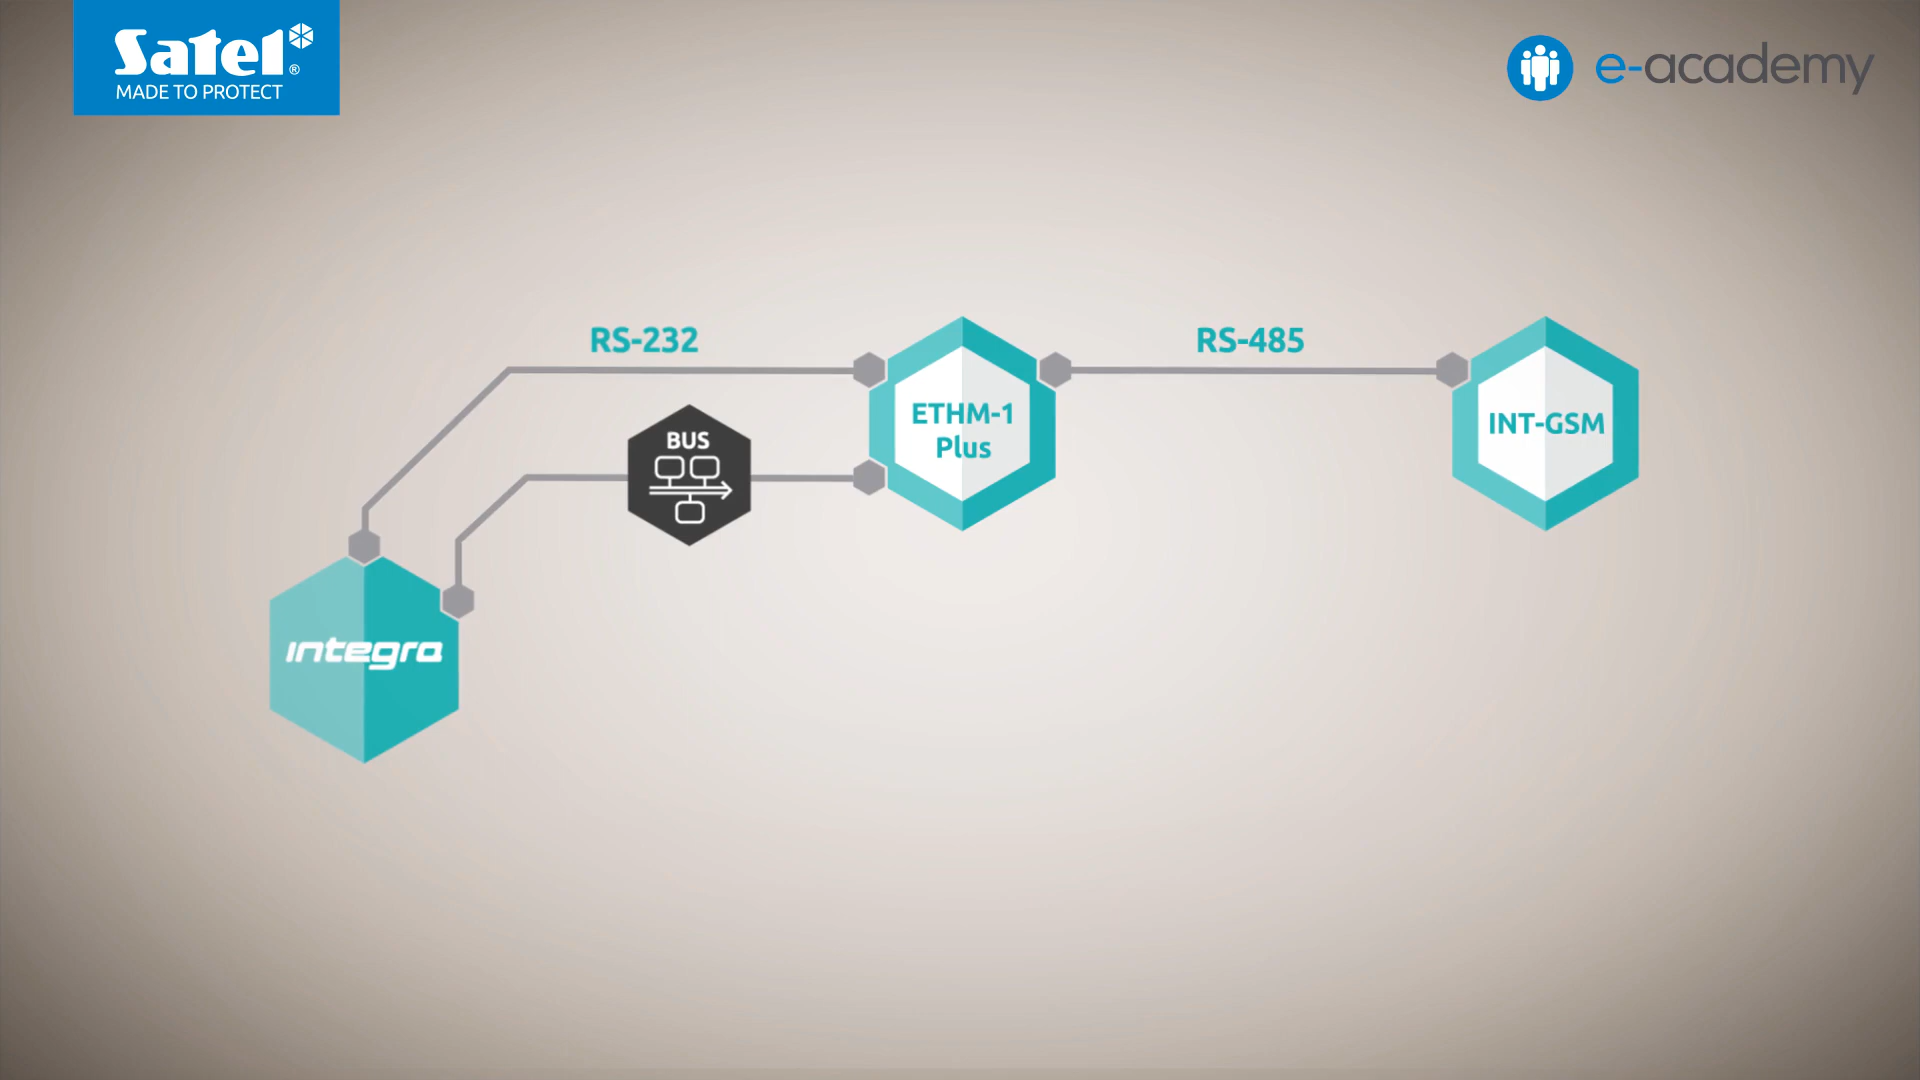 Satel®
MADE TO PROTECT
e-academy
RS-232
RS-485
BUS
ETHM-1
Plus
INT-GSM
integra